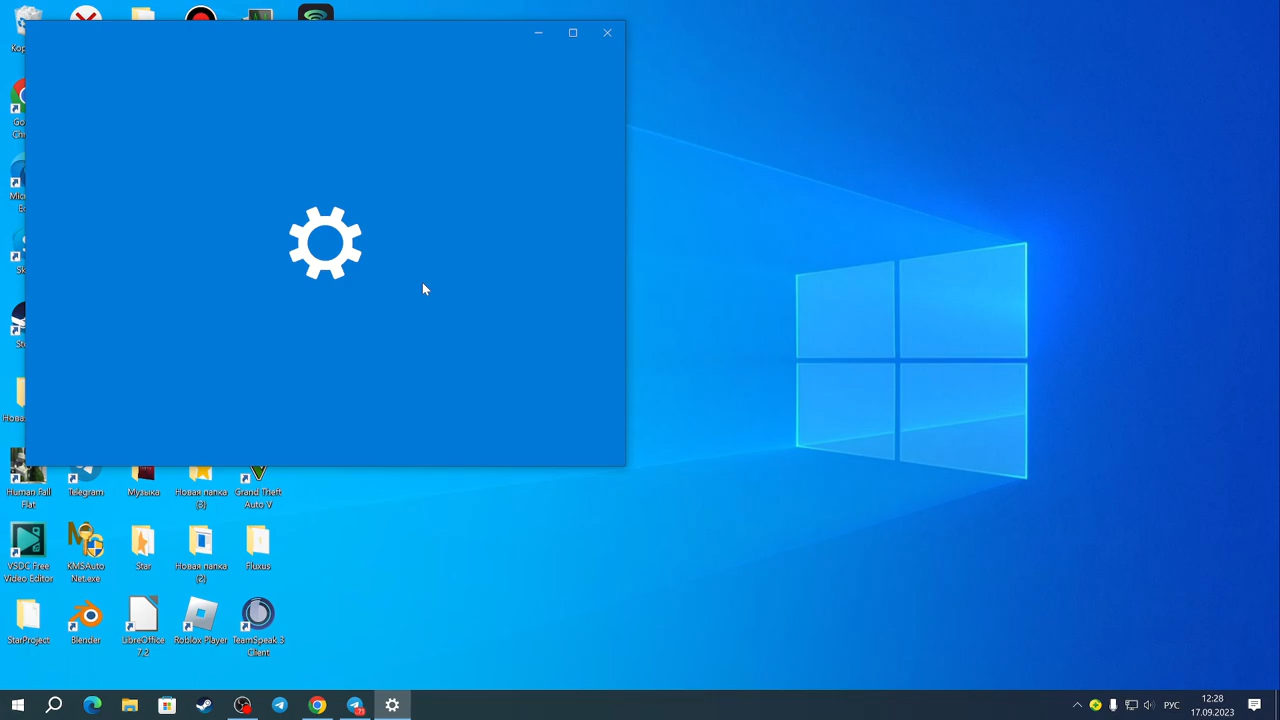 Human Fall
Flat
Telegram
Музыка
Новая папка
(3)
Grand Theft
Auto V
VSDC Free
Video Editor
KMSAuto
Net.exe
Star
Новая папка
(2)
Fluxus
StarProject
Blender
LibreOffice
7.2
Roblox Player
TeamSpeak 3
Client
РУС
12:28
17.09.2023